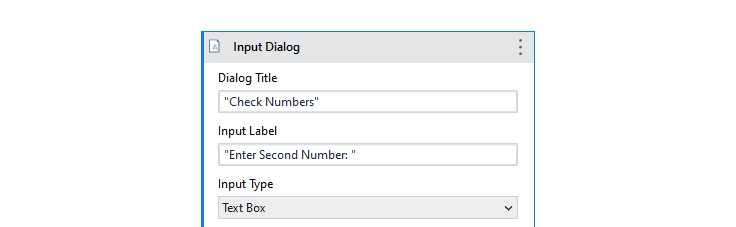 Input Dialog
Dialog Title
"Check Numbers"
Input Label
"Enter Second Number: "
Input Type
Text Box